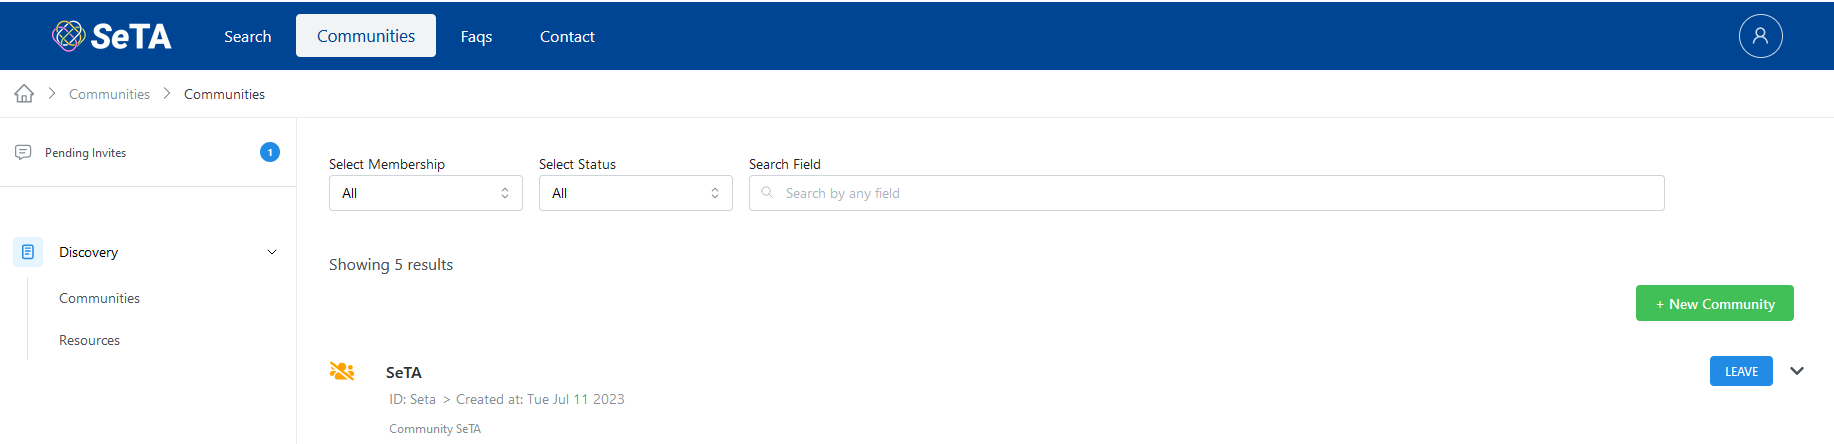 SeTA
Search
Communities
Faqs
Contact
Communities
Communities
Pending Invites
1
Discovery
Communities
Resources
Select Membership
All
Select Status
All
Search Field
Search by any field
Showing 5 results
+ New Community
SeTA
LEAVE
ID: Seta > Created at: Tue Jul 11 2023
Community SeTA